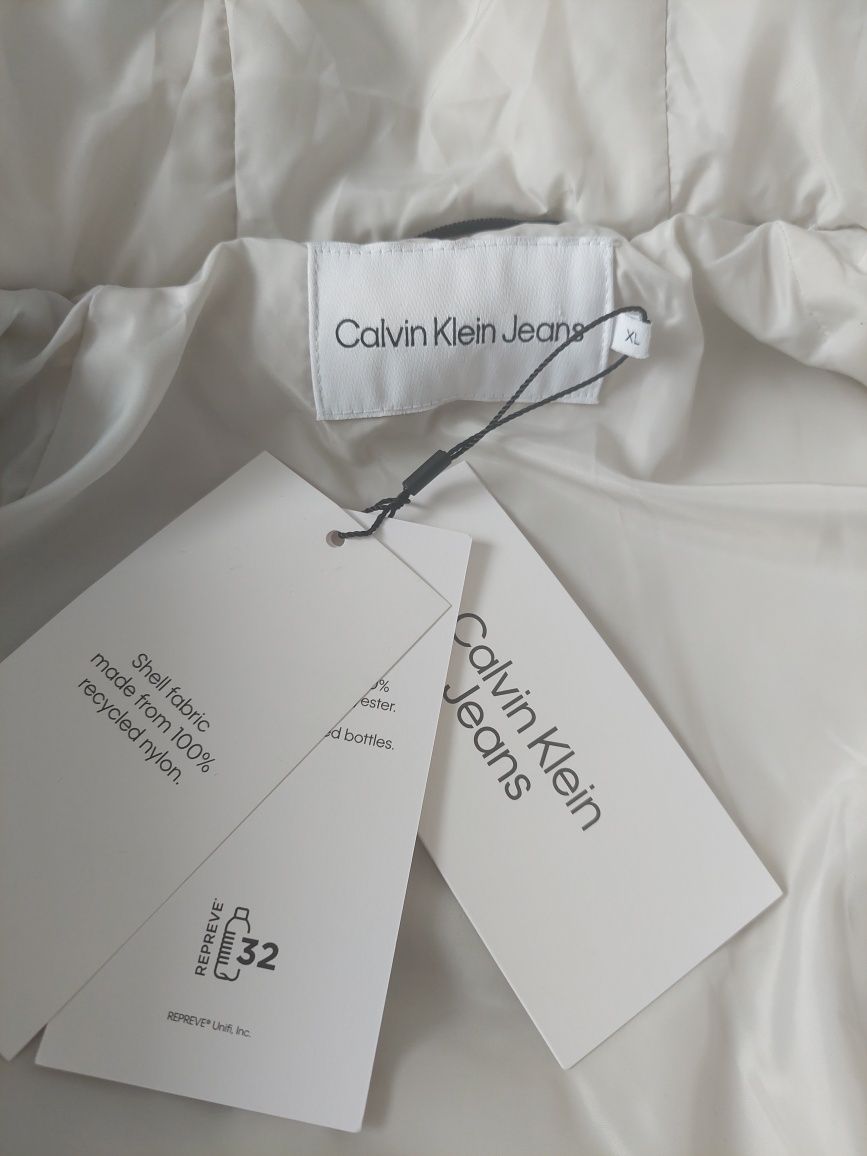 Calvin Klein Jeans
XL
Shell fabric
made from 100%
recycled nylon.
bottles.
REPREVE®
32
REPREVE® Unifi, Inc.
Calvin Klein
Jeans